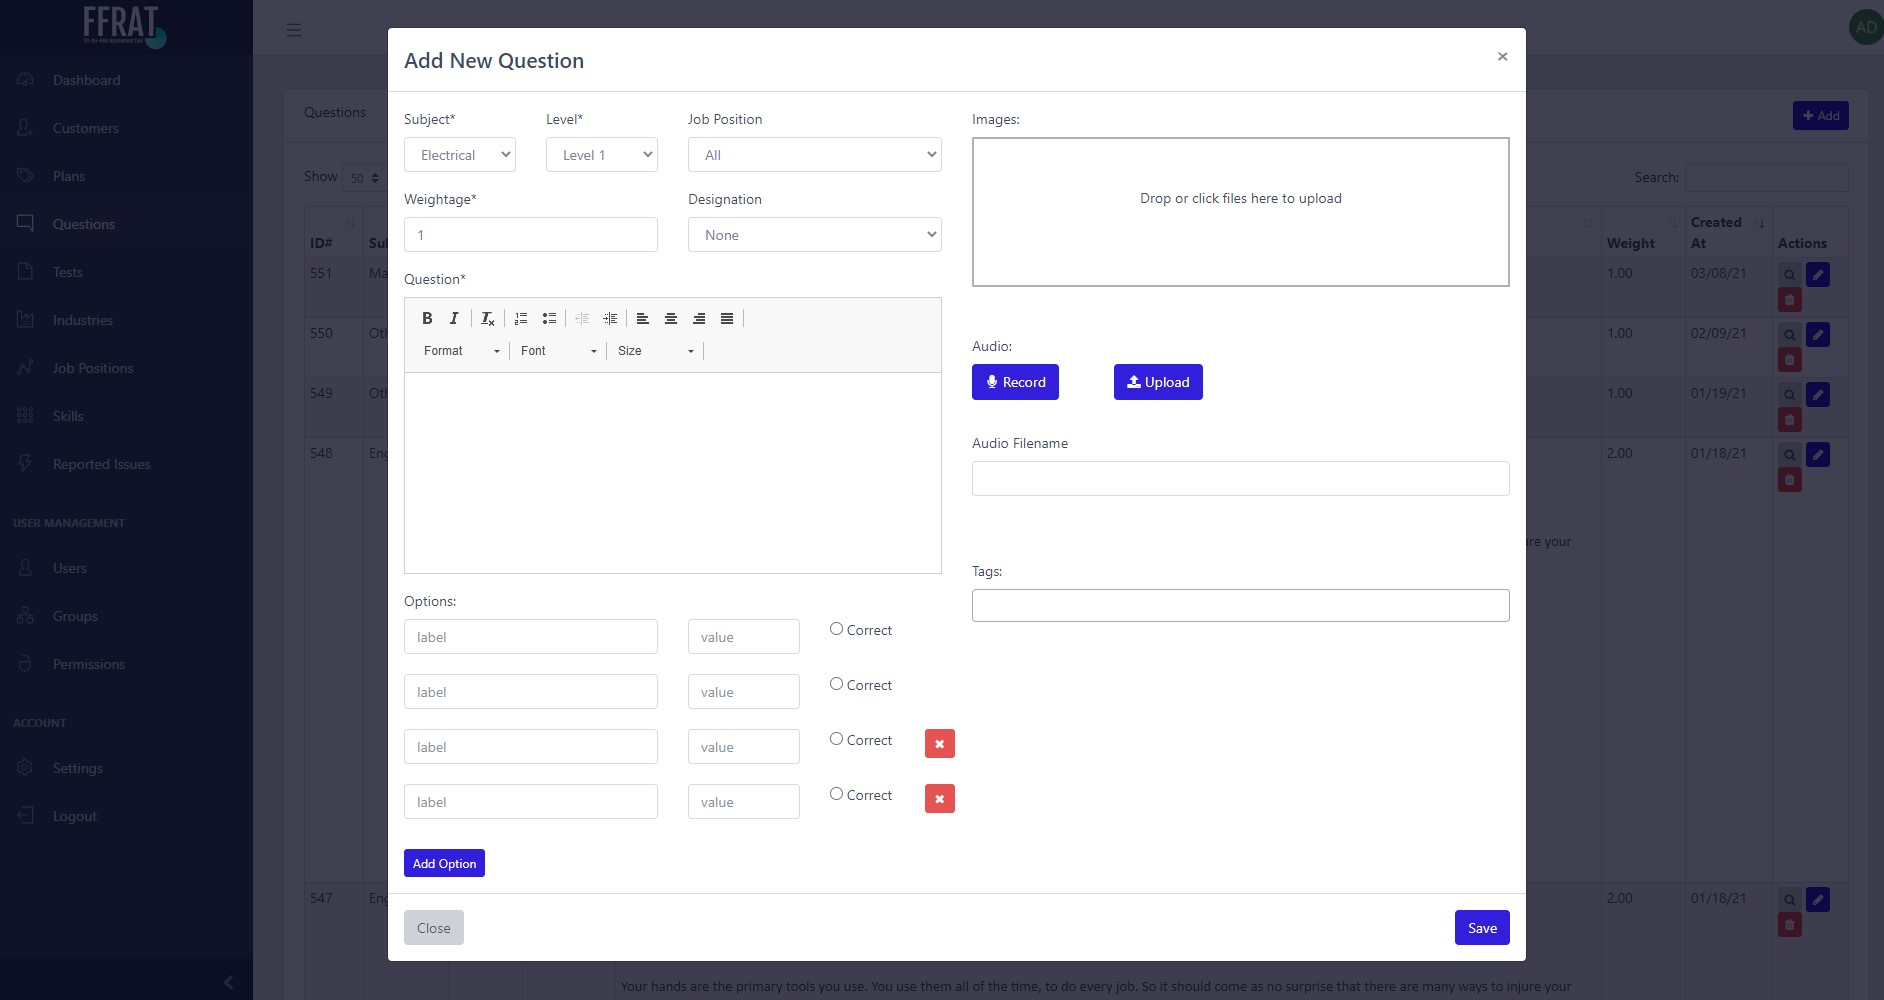 FFRAT
Fit-For-Role Assessment Tool
AD
Dashboard
Customers
Plans
Questions
Tests
Industries
Job Positions
Skills
Reported Issues
USER MANAGEMENT
Users
Groups
Permissions
ACCOUNT
Settings
Logout
Questions
+ Add
Show 50
Search:
ID#
Weight
Created At
Actions
551
1.00
03/08/21
550
1.00
02/09/21
549
1.00
01/19/21
548
2.00
01/18/21
547
2.00
01/18/21
Your hands are the primary tools you use. You use them all of the time, to do every job. So it should come as no surprise that there are many ways to injure your
Add New Question
×
Subject*
Level*
Job Position
Electrical
Level 1
All
Weightage*
Designation
1
None
Question*
B I
Format
Font
Size
Options:
label
value
Correct
label
value
Correct
label
value
Correct
label
value
Correct
Add Option
Images:
Drop or click files here to upload
Audio:
Record
Upload
Audio Filename
Tags:
Close
Save